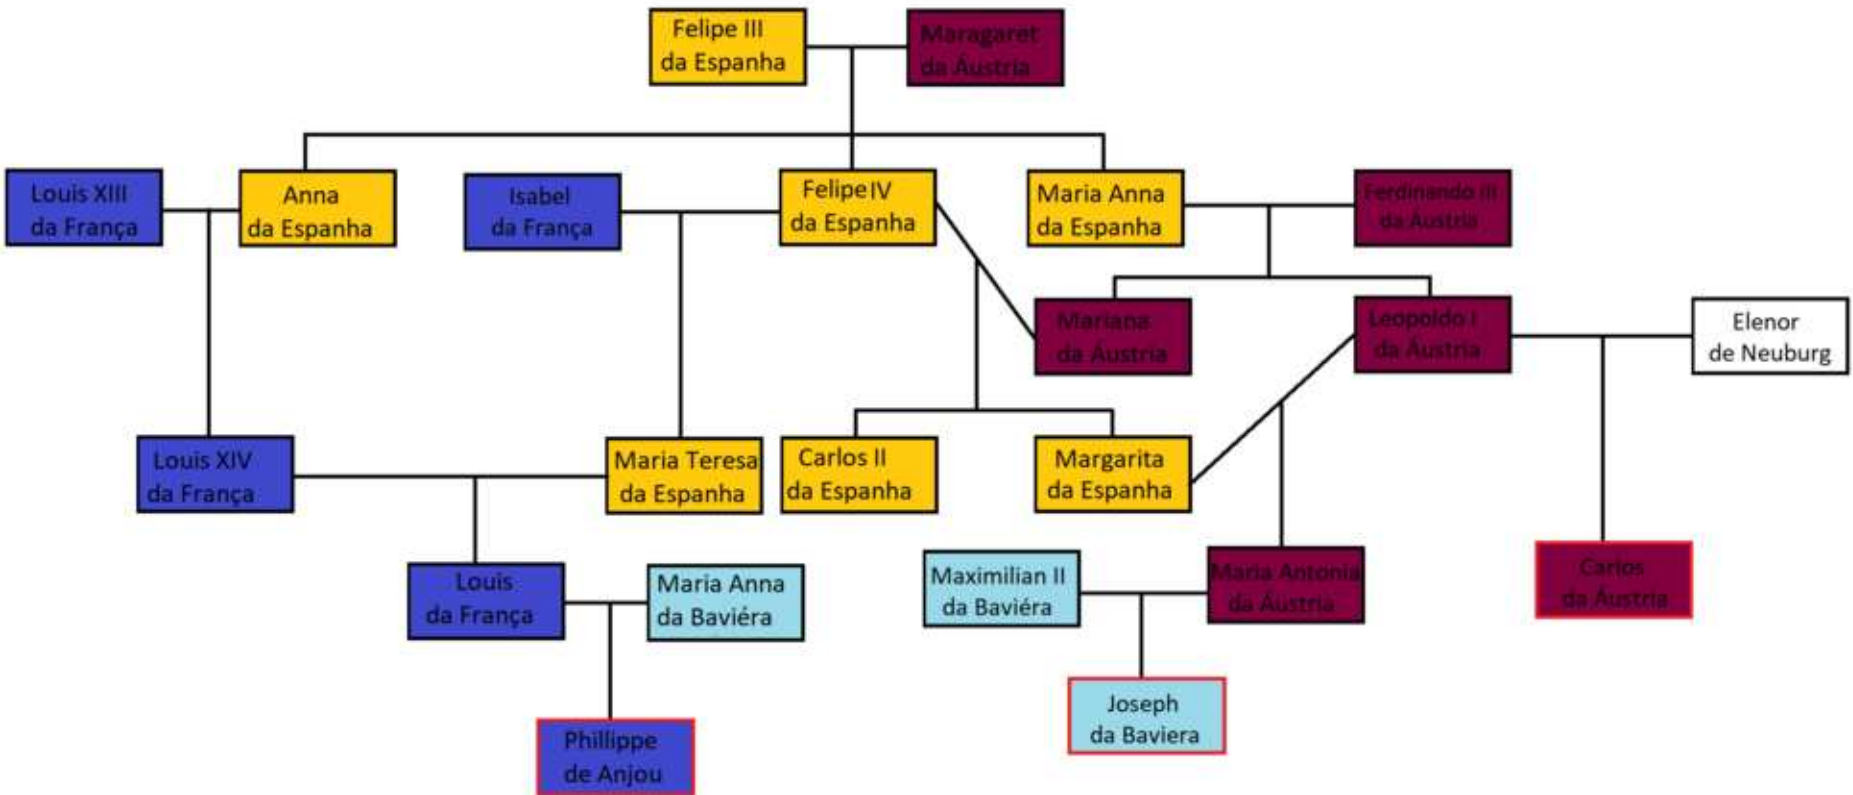 Felipe III
da Espanha
Maragaret
da Áustria
Louis XIII
da França
Anna
da Espanha
Isabel
da França
Felipe IV
da Espanha
Maria Anna
da Espanha
Ferdinando III
da Áustria
Mariana
da Áustria
Leopoldo I
da Áustria
Elenor
de Neuburg
Louis XIV
da França
Maria Teresa
da Espanha
Carlos II
da Espanha
Margarita
da Espanha
Louis
da França
Maria Anna
da Baviéra
Maximilian II
da Baviéra
Maria Antonia
da Áustria
Carlos
da Áustria
Phillippe
de Anjou
Joseph
da Baviera